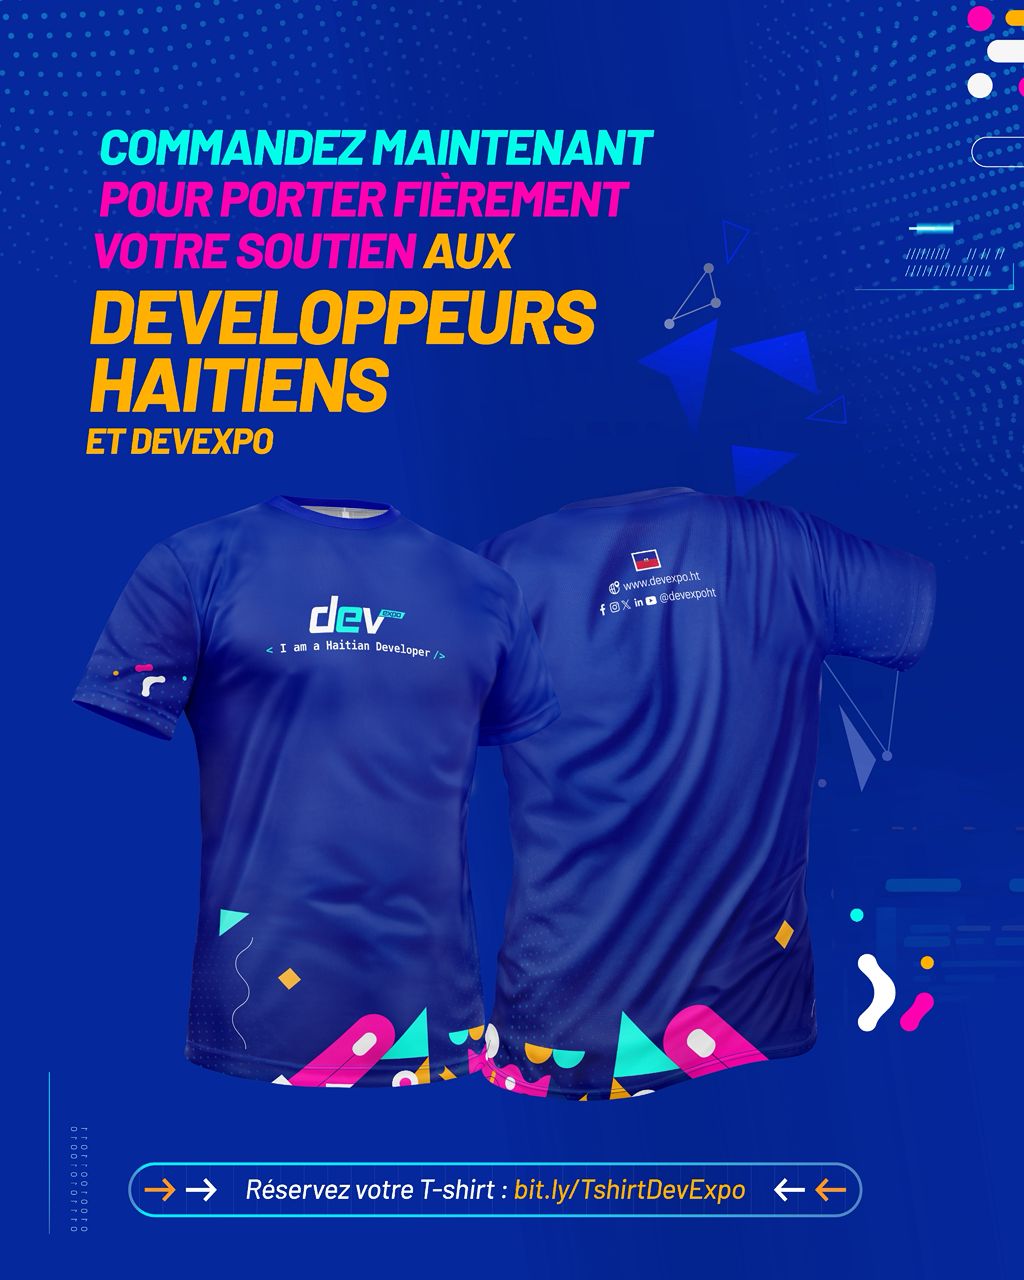 COMMANDEZ MAINTENANT
POUR PORTER FIÈREMENT
VOTRE SOUTIEN AUX
DEVELOPPEURS
HAITIENS
ET DEVEXPO
dev expo
< I am a Haitian Developer />
www.devexpo.ht
@devexpoht
Réservez votre T-shirt : bit.ly/TshirtDevExpo